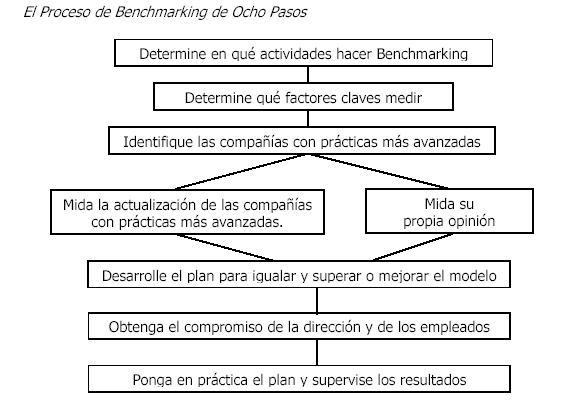 El Proceso de Benchmarking de Ocho Pasos
Determine en qué actividades hacer Benchmarking
Determine qué factores claves medir
Identifique las compañías con prácticas más avanzadas
Mida la actualización de las compañías
con prácticas más avanzadas.
Mida su
propia opinión
Desarrolle el plan para igualar y superar o mejorar el modelo
Obtenga el compromiso de la dirección y de los empleados
Ponga en práctica el plan y supervise los resultados